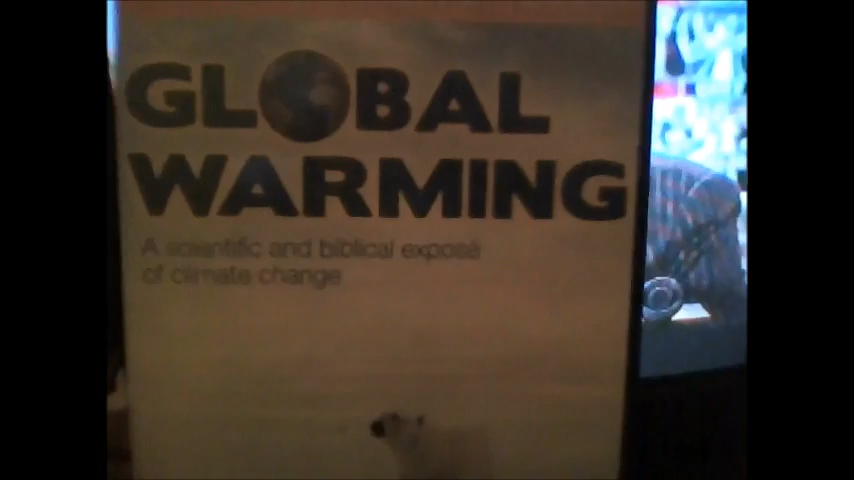 GLOBAL
WARMING
A scientific and biblical exposé
of climate change